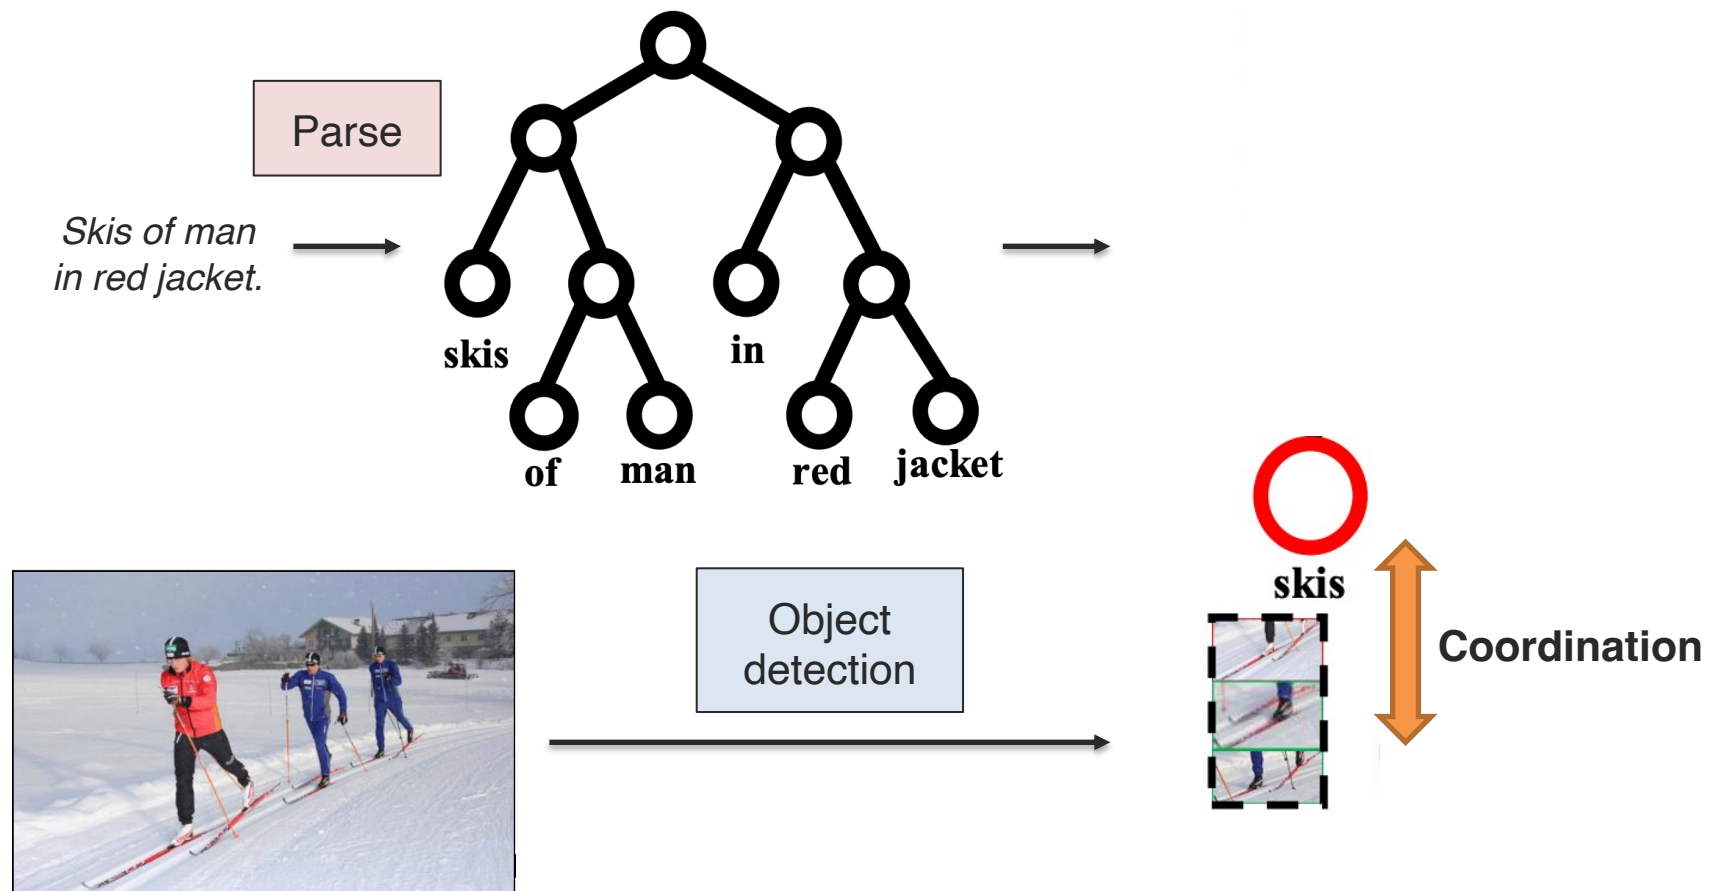 Parse
Skis of man
in red jacket.
skis
in
of
man
red
jacket
Object
detection
skis
Coordination